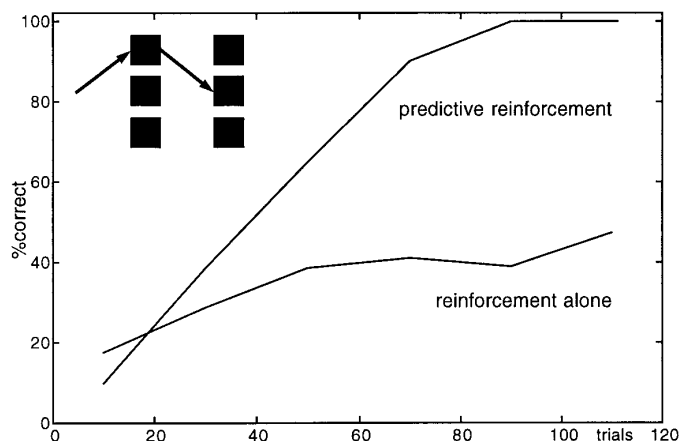 100
80
60
40
20
0
%correct
predictive reinforcement
reinforcement alone
0 20 40 60 80 100 trials 120